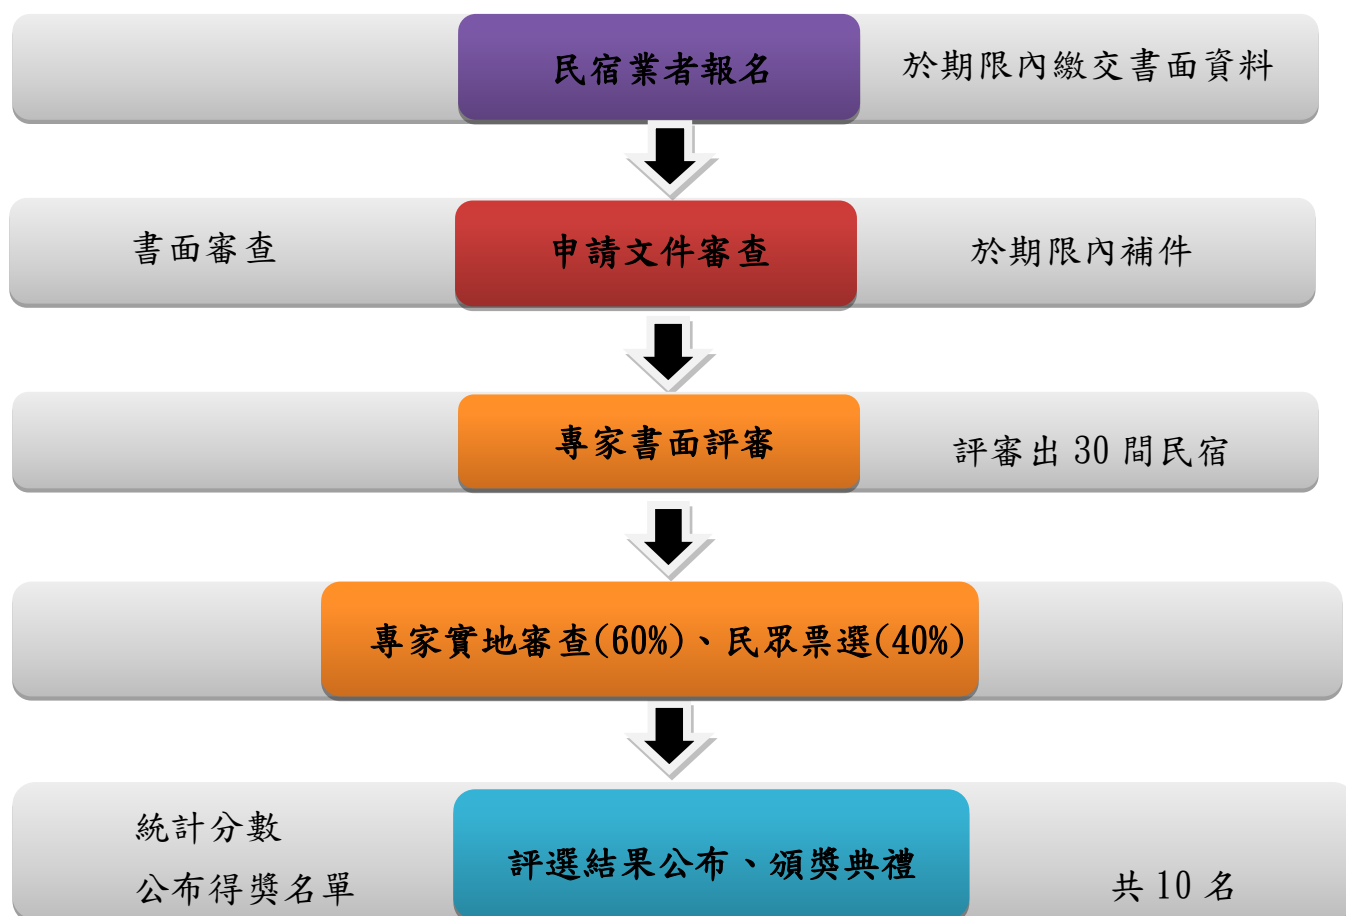 民宿業者報名
於期限內繳交書面資料
書面審查
申請文件審查
於期限內補件
專家書面評審
評審出 30 間民宿
專家實地審查(60%)、民眾票選(40%)
統計分數
公布得獎名單
評選結果公布、頒獎典禮
共 10 名